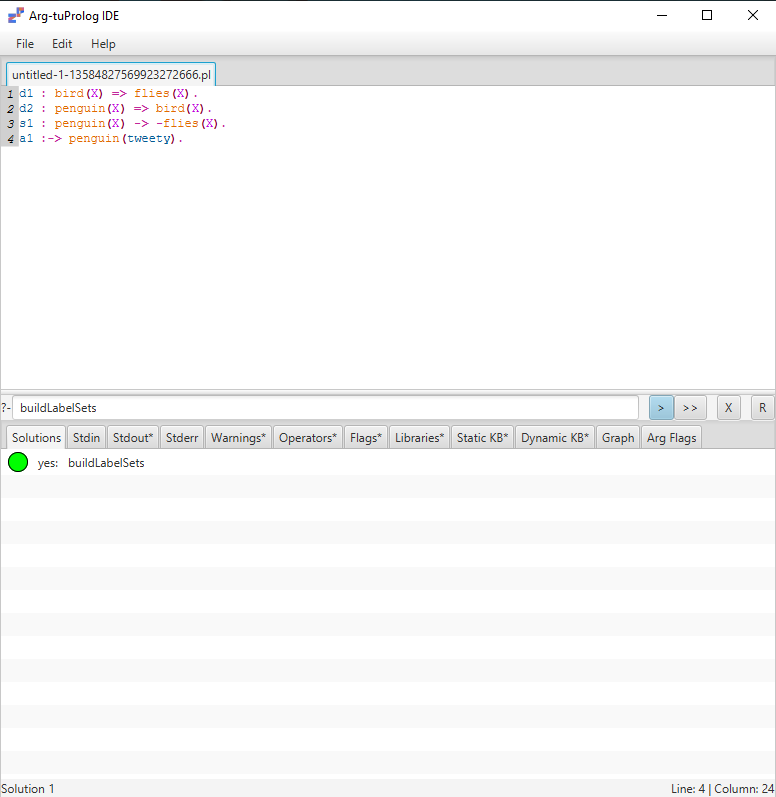 Arg-tuProlog IDE
File Edit Help
untitled-1-13584827569923272666.pl
1 d1 : bird(X) => flies(X).
2 d2 : penguin(X) => bird(X).
3 s1 : penguin(X) -> -flies(X).
4 a1 :-> penguin(tweety).
?- buildLabelSets > >> X R
Solutions Stdin Stdout* Stderr Warnings* Operators* Flags* Libraries* Static KB* Dynamic KB* Graph Arg Flags
yes: buildLabelSets
Solution 1 Line: 4 | Column: 24